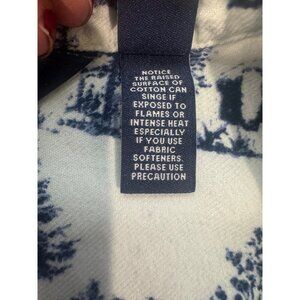 NOTICE
THE RAISED
SURFACE OF
COTTON CAN
SINGE IF
EXPOSED TO
FLAMES OR
INTENSE HEAT
ESPECIALLY
IF YOU USE
FABRIC
SOFTENERS.
PLEASE USE
PRECAUTION